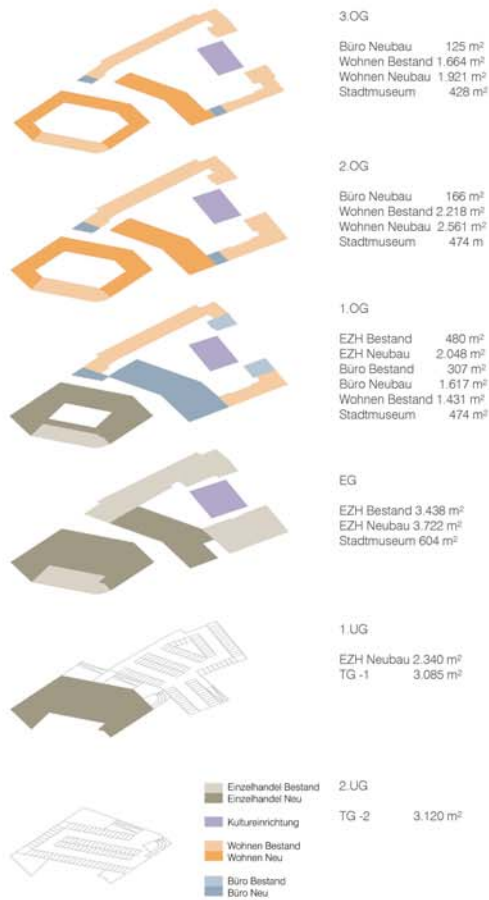 3.OG
Büro Neubau 125 m²
Wohnen Bestand 1.664 m²
Wohnen Neubau 1.921 m²
Stadtmuseum 428 m²
2.OG
Büro Neubau 166 m²
Wohnen Bestand 2.218 m²
Wohnen Neubau 2.561 m²
Stadtmuseum 474 m
1.OG
EZH Bestand 480 m²
EZH Neubau 2.048 m²
Büro Bestand 307 m²
Büro Neubau 1.617 m²
Wohnen Bestand 1.431 m²
Stadtmuseum 474 m²
EG
EZH Bestand 3.438 m²
EZH Neubau 3.722 m²
Stadtmuseum 604 m²
1.UG
EZH Neubau 2.340 m²
TG -1 3.085 m²
Einzelhandel Bestand
Einzelhandel Neu
Kultureinrichtung
Wohnen Bestand
Wohnen Neu
Büro Bestand
Büro Neu
2.UG
TG -2 3.120 m²